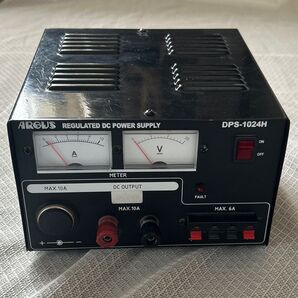 ARGUS REGULATED DC POWER SUPPLY DPS-1024H
A
V
ON
OFF
FAULT
METER
MAX.10A
DC OUTPUT
MAX.10A
MAX. 6A
+
-